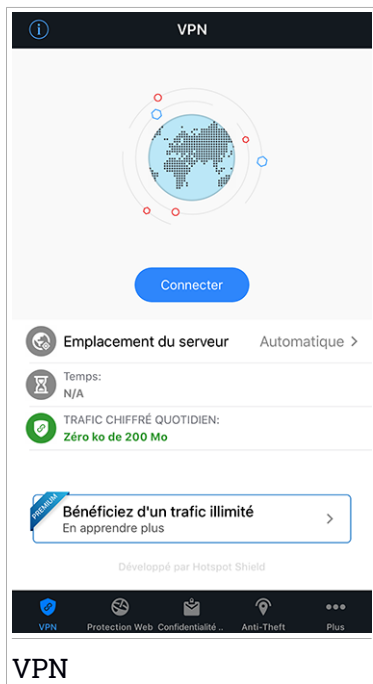 VPN
Connecter
Emplacement du serveur Automatique
Temps:
N/A
TRAFIC CHIFFRÉ QUOTIDIEN:
Zéro ko de 200 Mo
PREMIUM
Bénéficiez d'un trafic illimité
En apprendre plus
Développé par Hotspot Shield
VPN Protection Web Confidentialité .. Anti-Theft Plus
VPN